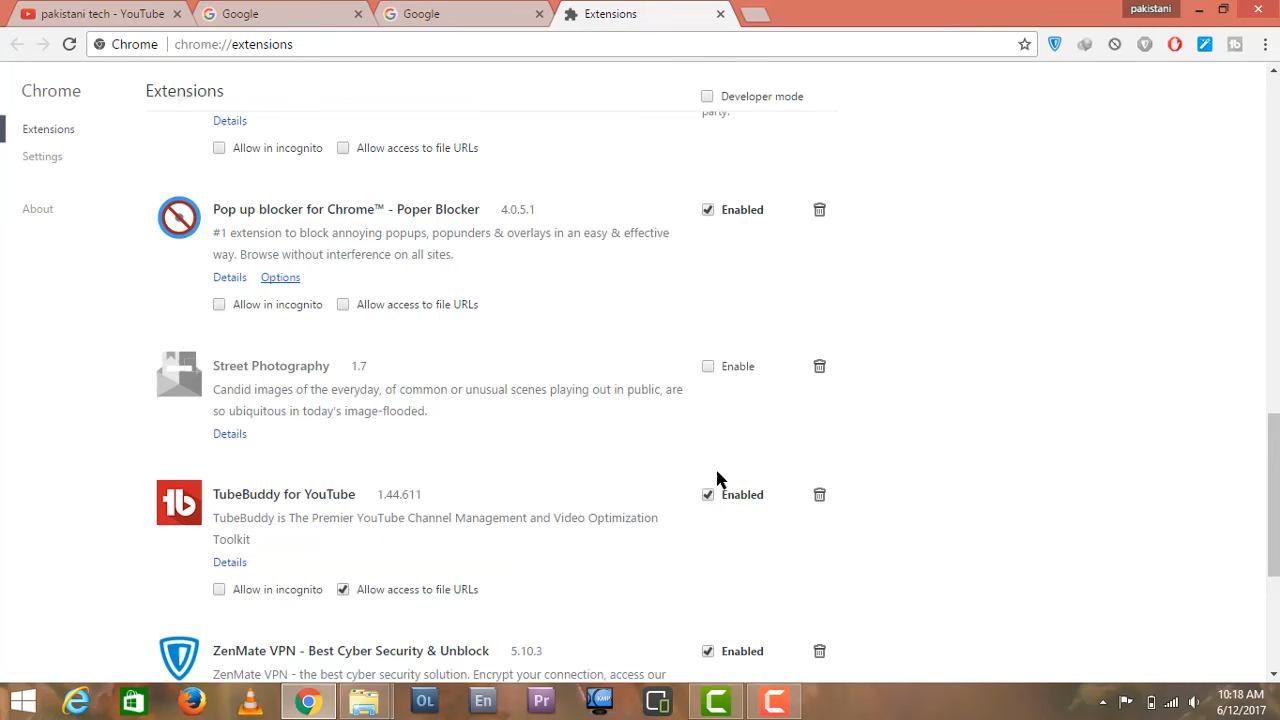 pakistani tech - YouTube
Google
Google
Extensions
pakistani
Chrome
chrome://extensions
Chrome
Extensions
Developer mode
Extensions
Settings
About
party.
Details
Allow in incognito
Allow access to file URLs
Pop up blocker for Chrome™ - Poper Blocker 4.0.5.1
Enabled
#1 extension to block annoying popups, popunders & overlays in an easy & effective
way. Browse without interference on all sites.
Details Options
Allow in incognito
Allow access to file URLs
Street Photography 1.7
Enable
Candid images of the everyday, of common or unusual scenes playing out in public, are
so ubiquitous in today's image-flooded.
Details
TubeBuddy for YouTube 1.44.611
Enabled
TubeBuddy is The Premier YouTube Channel Management and Video Optimization
Toolkit
Details
Allow in incognito
Allow access to file URLs
ZenMate VPN - Best Cyber Security & Unblock 5.10.3
Enabled
ZenMate VPN - the best cyber security solution. Encrypt your connection, access our
OL
En
Pr
KMP
10:18 AM
6/12/2017